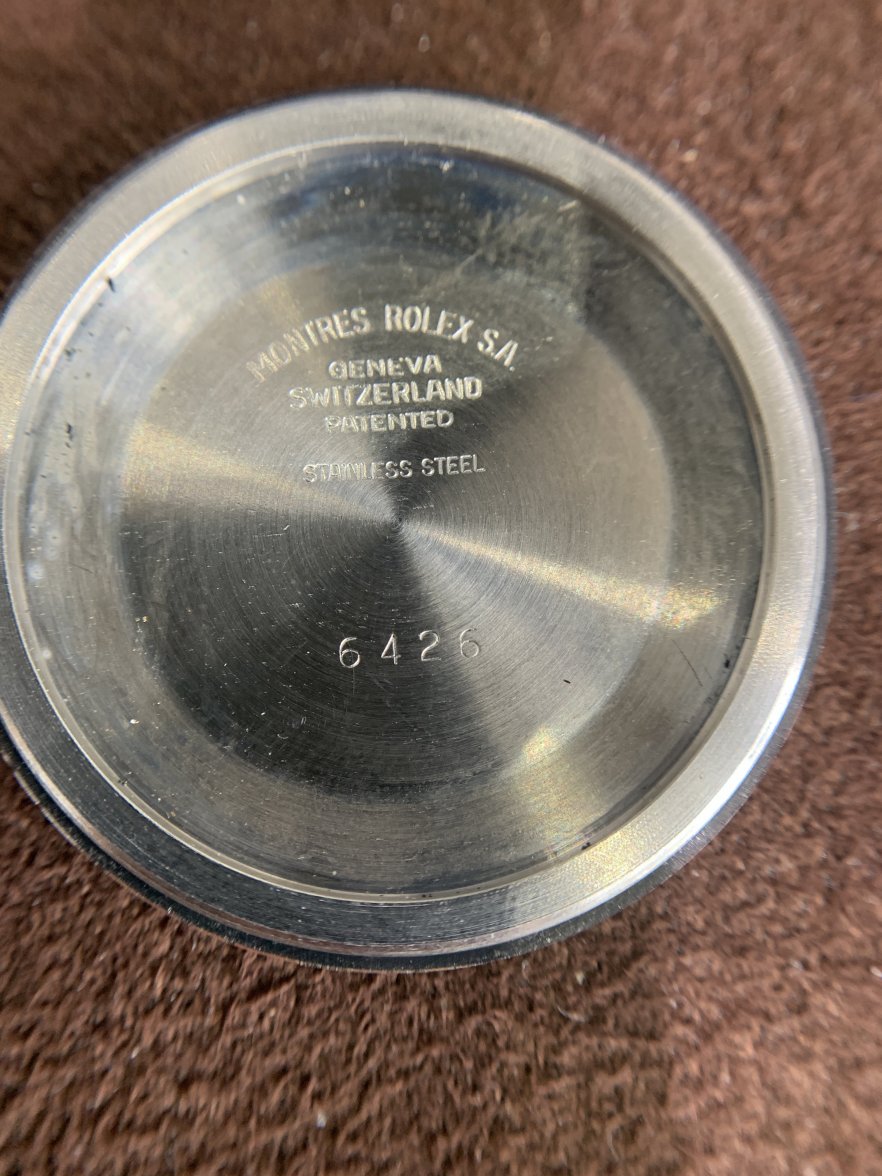 MONTRES ROLEX S.A.
GENEVA
SWITZERLAND
PATENTED
STAINLESS STEEL
6426